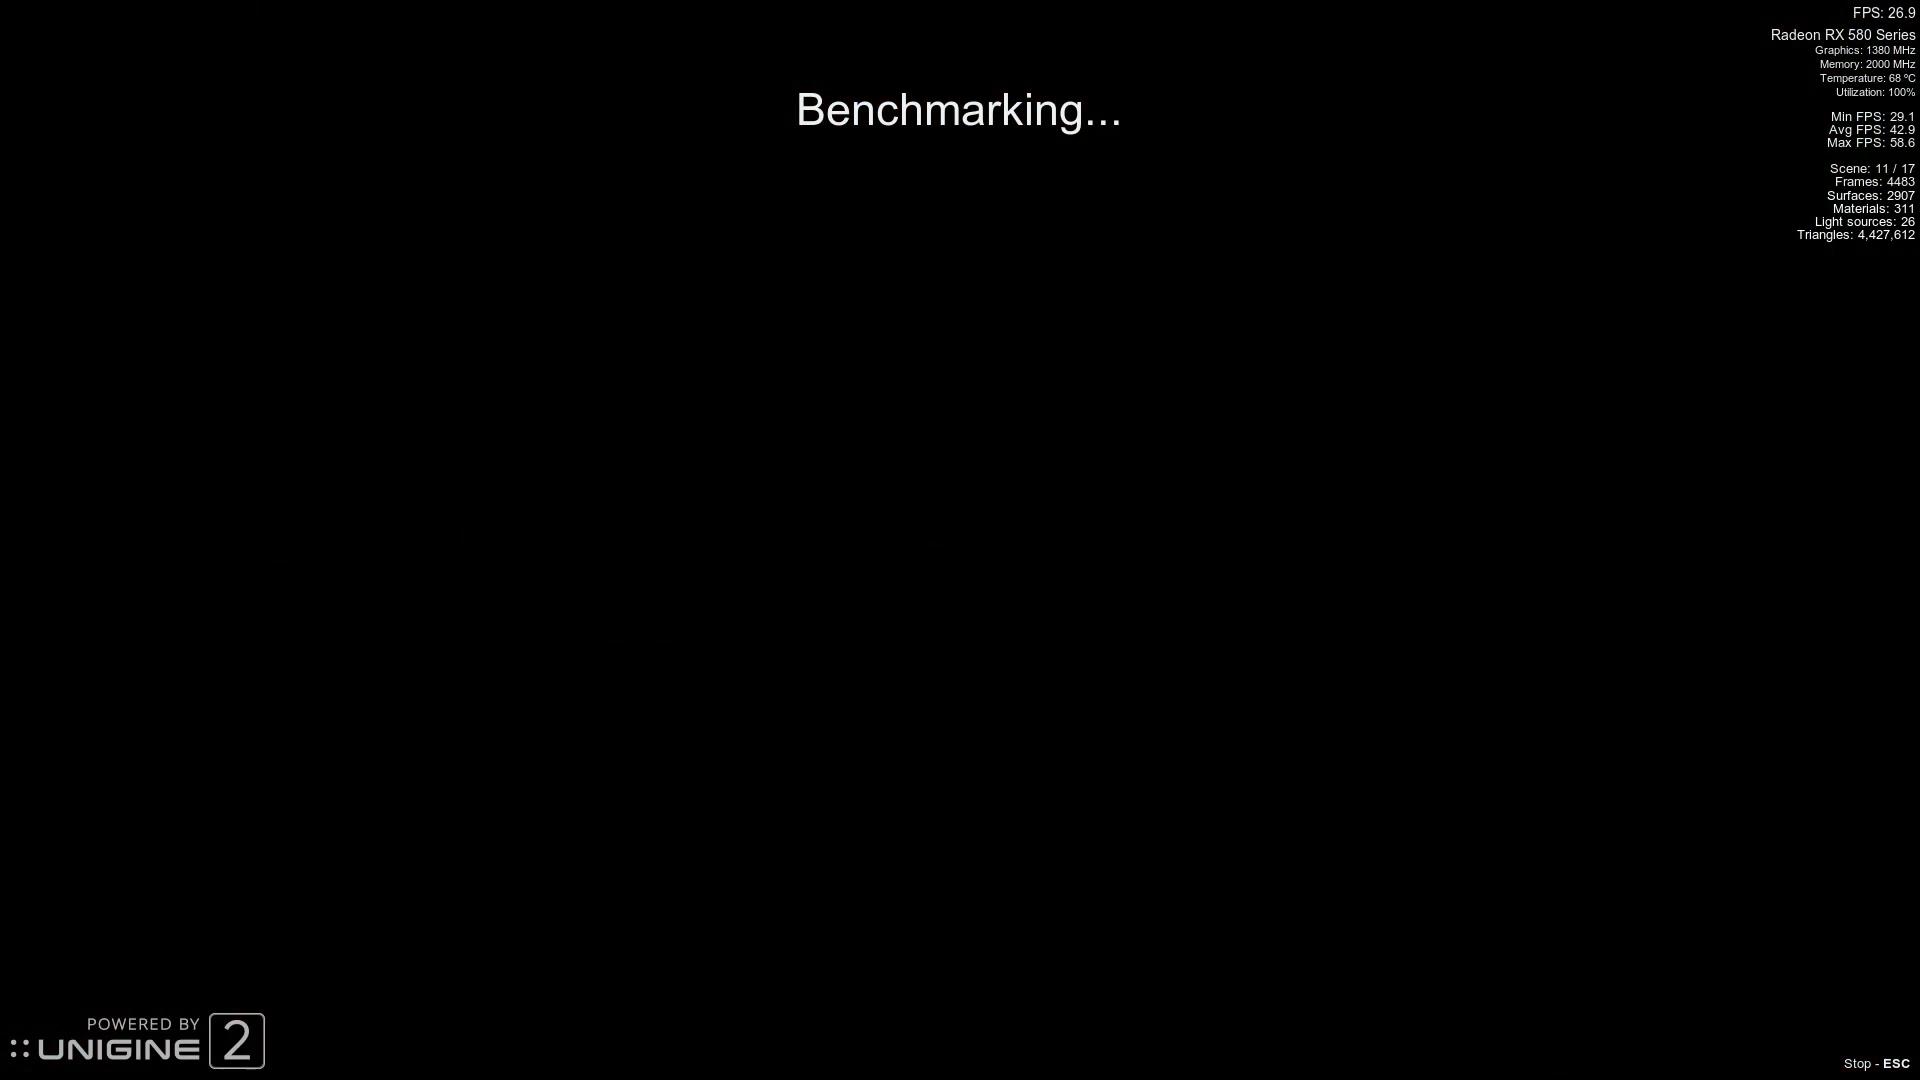 FPS: 26.9
Radeon RX 580 Series
Graphics: 1380 MHz
Memory: 2000 MHz
Temperature: 68 °C
Utilization: 100%
Benchmarking...
Min FPS: 29.1
Avg FPS: 42.9
Max FPS: 58.6
Scene: 11 / 17
Frames: 4483
Surfaces: 2907
Materials: 311
Light sources: 26
Triangles: 4,427,612
POWERED BY
UNIGINE 2
Stop - ESC